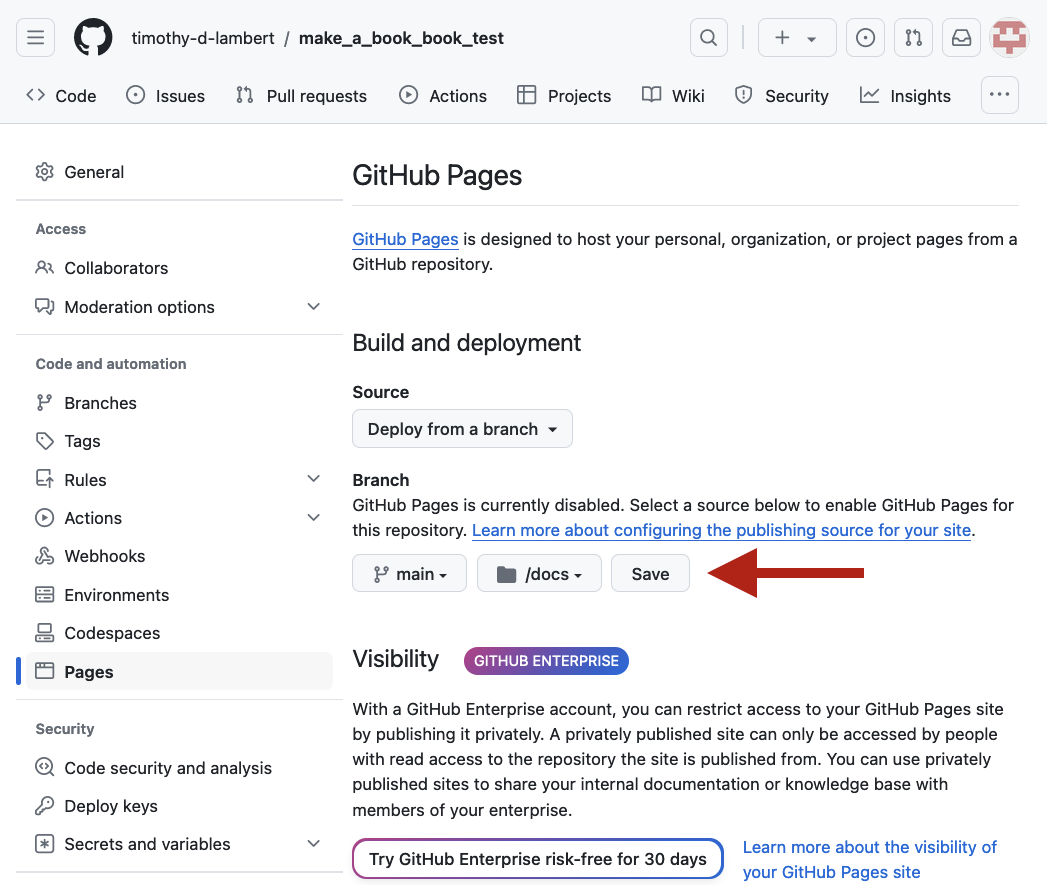 timothy-d-lambert / make_a_book_book_test
Code Issues Pull requests Actions Projects Wiki Security Insights
General
Access
Collaborators
Moderation options
Code and automation
Branches
Tags
Rules
Actions
Webhooks
Environments
Codespaces
Pages
Security
Code security and analysis
Deploy keys
Secrets and variables
GitHub Pages
GitHub Pages is designed to host your personal, organization, or project pages from a
GitHub repository.
Build and deployment
Source
Deploy from a branch
Branch
GitHub Pages is currently disabled. Select a source below to enable GitHub Pages for
this repository. Learn more about configuring the publishing source for your site.
main /docs Save
Visibility GITHUB ENTERPRISE
With a GitHub Enterprise account, you can restrict access to your GitHub Pages site
by publishing it privately. A privately published site can only be accessed by people
with read access to the repository the site is published from. You can use privately
published sites to share your internal documentation or knowledge base with
members of your enterprise.
Try GitHub Enterprise risk-free for 30 days
Learn more about the visibility of
your GitHub Pages site